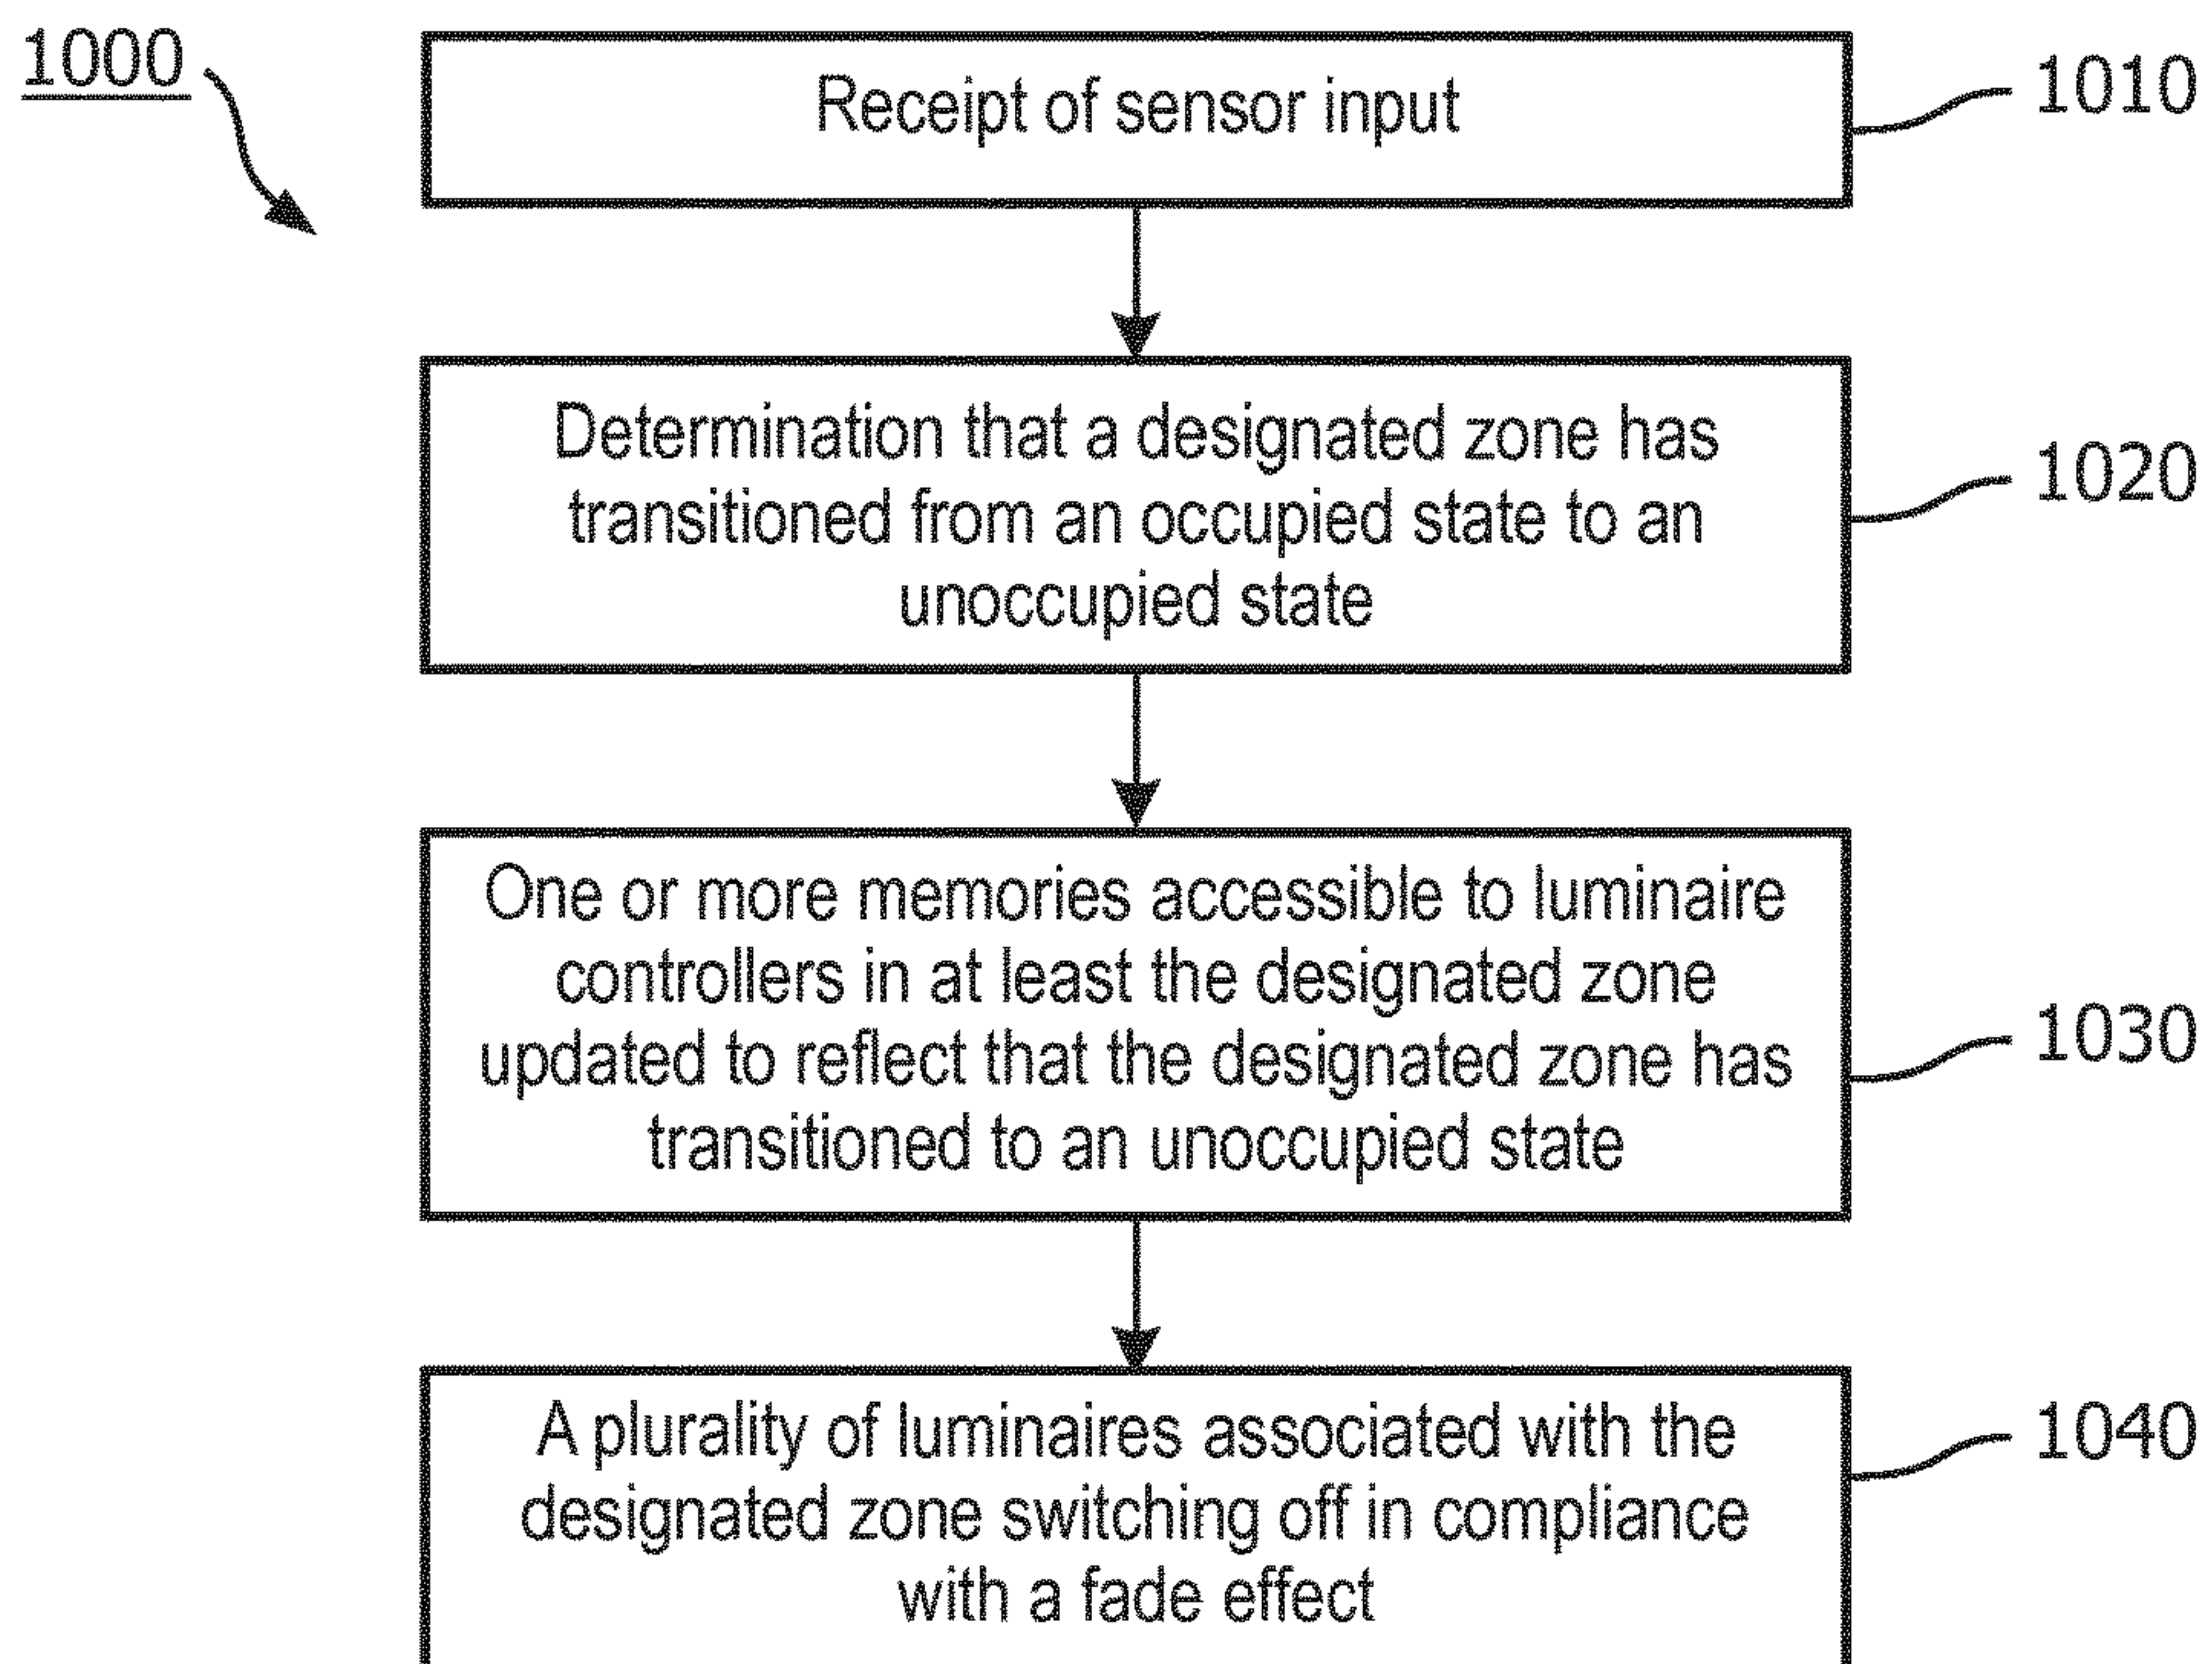 1000
Receipt of sensor input
1010
Determination that a designated zone has
transitioned from an occupied state to an
unoccupied state
1020
One or more memories accessible to luminaire
controllers in at least the designated zone
updated to reflect that the designated zone has
transitioned to an unoccupied state
1030
A plurality of luminaires associated with the
designated zone switching off in compliance
with a fade effect
1040